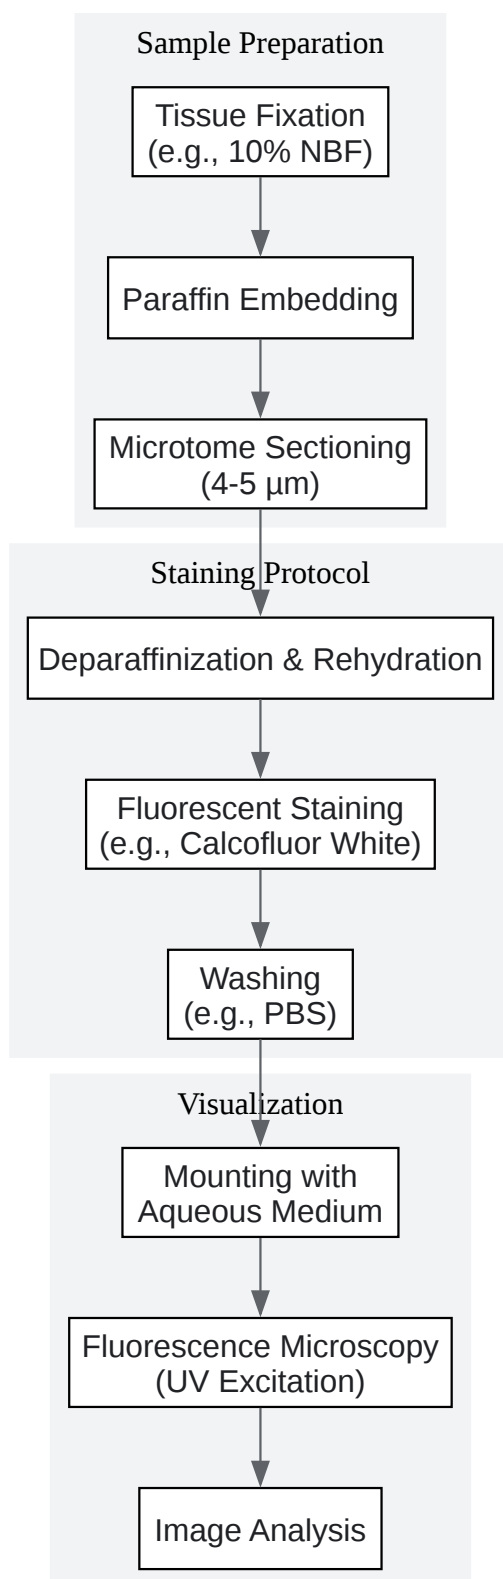 Sample Preparation
Tissue Fixation
(e.g., 10% NBF)
Paraffin Embedding
Microtome Sectioning
(4-5 µm)
Staining Protocol
Deparaffinization & Rehydration
Fluorescent Staining
(e.g., Calcofluor White)
Washing
(e.g., PBS)
Visualization
Mounting with
Aqueous Medium
Fluorescence Microscopy
(UV Excitation)
Image Analysis